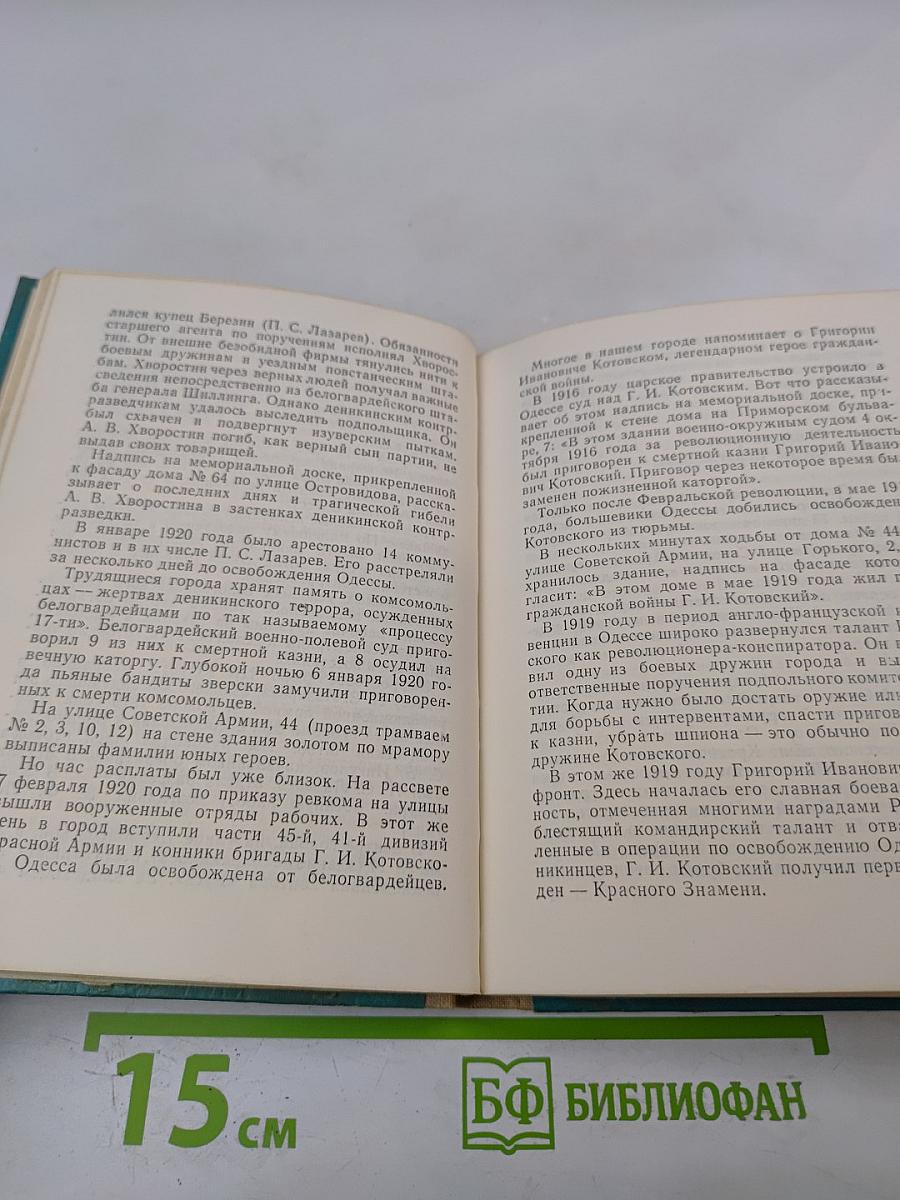 лился купец Березин (П. С. Лазарев). Обязанности
старшего агента по поручениям исполнял Хворос-
тин. От внешне безобидной фирмы тянулись нити к
боевым дружинам и уездным повстанческим шта-
бам. Хворостин через верных людей получал важные
сведения непосредственно из белогвардейского шта-
ба генерала Шиллинга. Однако деникинским контр-
разведчикам удалось выследить подпольщика. Он
был схвачен и подвергнут изуверским пыткам.
А. В. Хворостин погиб, как верный сын партии, не
выдав своих товарищей.
Надпись на мемориальной доске, прикрепленной
к фасаду дома № 64 по улице Островидова, расска-
зывает о последних днях и трагической гибели
А. В. Хворостина в застенках деникинской контр-
разведки.
В январе 1920 года было арестовано 14 комму-
нистов и в их числе П. С. Лазарев. Его расстреляли
за несколько дней до освобождения Одессы.
Трудящиеся города хранят память о комсомоль-
цах — жертвах деникинского террора, осужденных
белогвардейцами по так называемому «процессу
17-ти». Белогвардейский военно-полевой суд приго-
ворил 9 из них к смертной казни, а 8 осудил на
вечную каторгу. Глубокой ночью 6 января 1920 го-
да пьяные бандиты зверски замучили приговорен-
ных к смерти комсомольцев.
На улице Советской Армии, 44 (проезд трамваем
№ 2, 3, 10, 12) на стене здания золотом по мрамору
выписаны фамилии юных героев.
Но час расплаты был уже близок. На рассвете
7 февраля 1920 года по приказу ревкома на улицы
вышли вооруженные отряды рабочих. В этот же
ень в город вступили части 45-й, 41-й дивизий
расной Армии и конники бригады Г. И. Котовско-
Одесса была освобождена от белогвардейцев.
Многое в нашем городе напоминает о Григории
Ивановиче Котовском, легендарном герое граждан-
ской войны.
В 1916 году царское правительство устроило в
Одессе суд над Г. И. Котовским. Вот что рассказы-
вает об этом надпись на мемориальной доске, при-
крепленной к стене дома на Приморском бульва-
ре, 7: «В этом здании военно-окружным судом 4 ок-
тября 1916 года за революционную деятельность
был приговорен к смертной казни Григорий Ивано-
вич Котовский. Приговор через некоторое время бы
заменен пожизненной каторгой».
Только после Февральской революции, в мае 19
года, большевики Одессы добились освобожден
Котовского из тюрьмы.
В нескольких минутах ходьбы от дома № 44
улице Советской Армии, на улице Горького, 2,
хранилось здание, надпись на фасаде кото
гласит: «В этом доме в мае 1919 года жил г
гражданской войны Г. И. Котовский».
В 1919 году в период англо-французской и
венции в Одессе широко развернулся талант
ского как революционера-конспиратора. Он
вил одну из боевых дружин города и вы
ответственные поручения подпольного комите
тии. Когда нужно было достать оружие или
для борьбы с интервентами, спасти пригов
к казни, убрать шпиона — это обычно по
дружине Котовского.
В этом же 1919 году Григорий Иванович
фронт. Здесь началась его славная боева
ность, отмеченная многими наградами Р
блестящий командирский талант и отва
ленные в операции по освобождению Од
никинцев, Г. И. Котовский получил перв
ден — Красного Знамени.
15 см
БФ БИБЛИОФАН